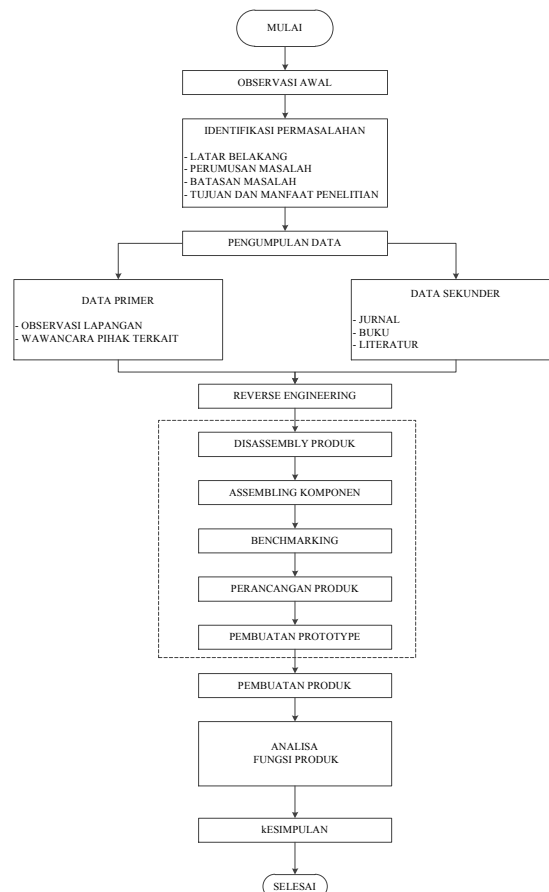 MULAI
OBSERVASI AWAL
IDENTIFIKASI PERMASALAHAN
- LATAR BELAKANG
- PERUMUSAN MASALAH
- BATASAN MASALAH
- TUJUAN DAN MANFAAT PENELITIAN
PENGUMPULAN DATA
DATA PRIMER
- OBSERVASI LAPANGAN
- WAWANCARA PIHAK TERKAIT
DATA SEKUNDER
- JURNAL
- BUKU
- LITERATUR
REVERSE ENGINEERING
DISASSEMBLY PRODUK
ASSEMBLING KOMPONEN
BENCHMARKING
PERANCANGAN PRODUK
PEMBUATAN PROTOTYPE
PEMBUATAN PRODUK
ANALISA
FUNGSI PRODUK
kESIMPULAN
SELESAI